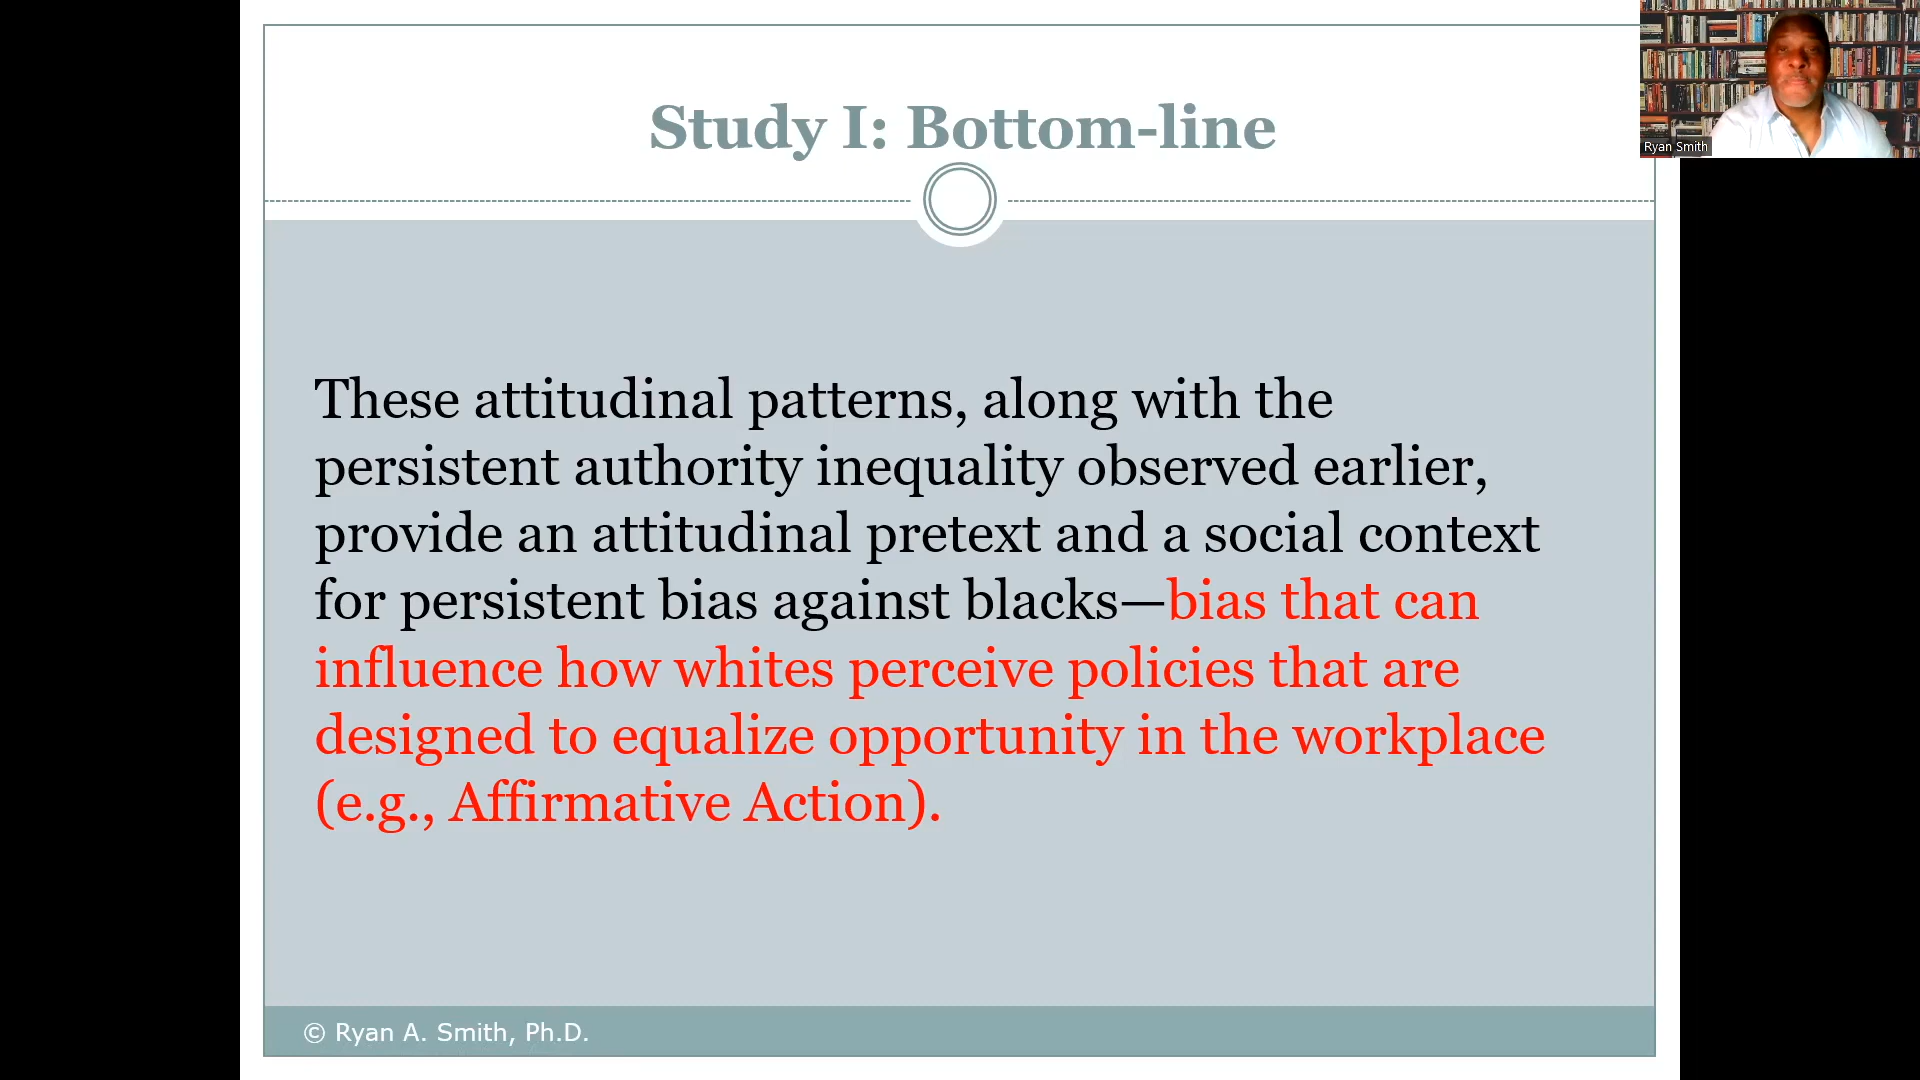 Study I: Bottom-line
Ryan Smith
These attitudinal patterns, along with the
persistent authority inequality observed earlier,
provide an attitudinal pretext and a social context
for persistent bias against blacks—bias that can
influence how whites perceive policies that are
designed to equalize opportunity in the workplace
(e.g., Affirmative Action).
© Ryan A. Smith, Ph.D.